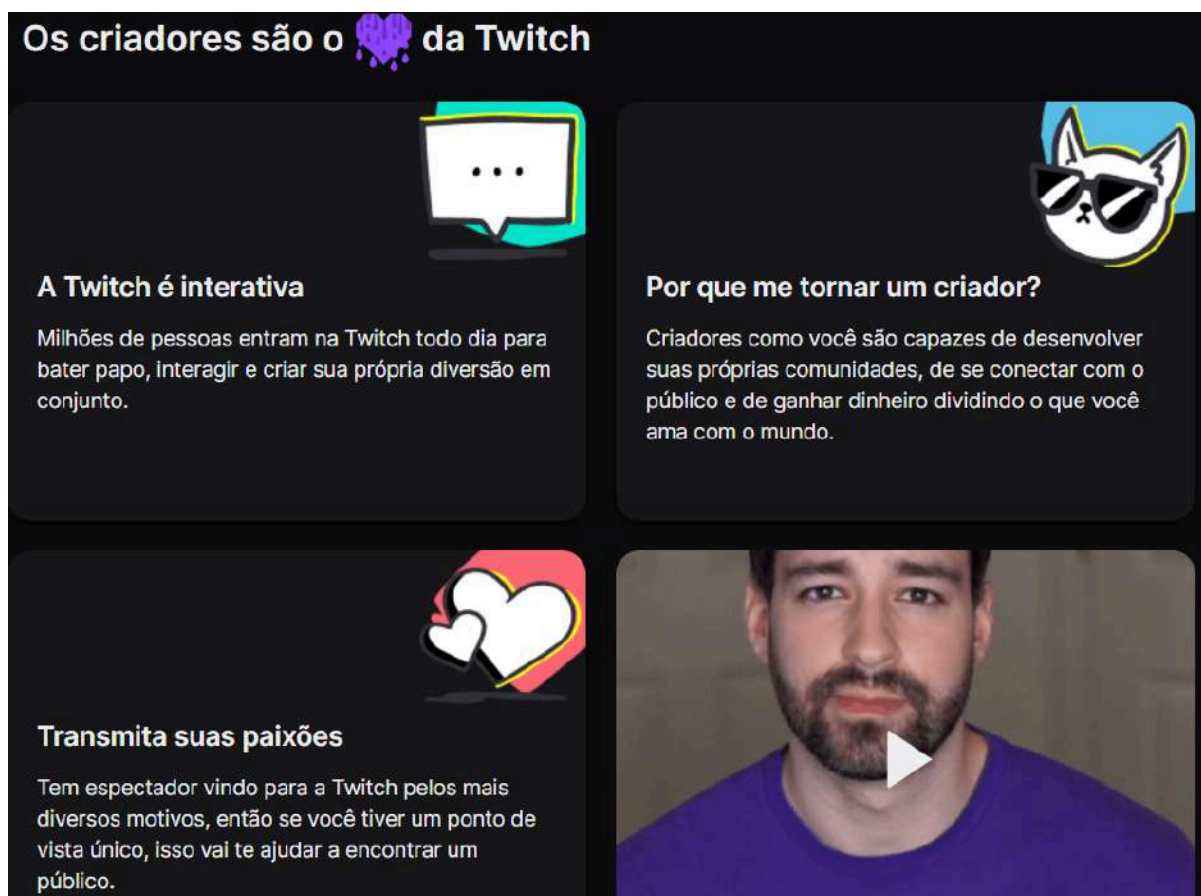 Os criadores são o 💜 da Twitch
A Twitch é interativa
Milhões de pessoas entram na Twitch todo dia para
bater papo, interagir e criar sua própria diversão em
conjunto.
Por que me tornar um criador?
Criadores como você são capazes de desenvolver
suas próprias comunidades, de se conectar com o
público e de ganhar dinheiro dividindo o que você
ama com o mundo.
Transmita suas paixões
Tem espectador vindo para a Twitch pelos mais
diversos motivos, então se você tiver um ponto de
vista único, isso vai te ajudar a encontrar um
público.